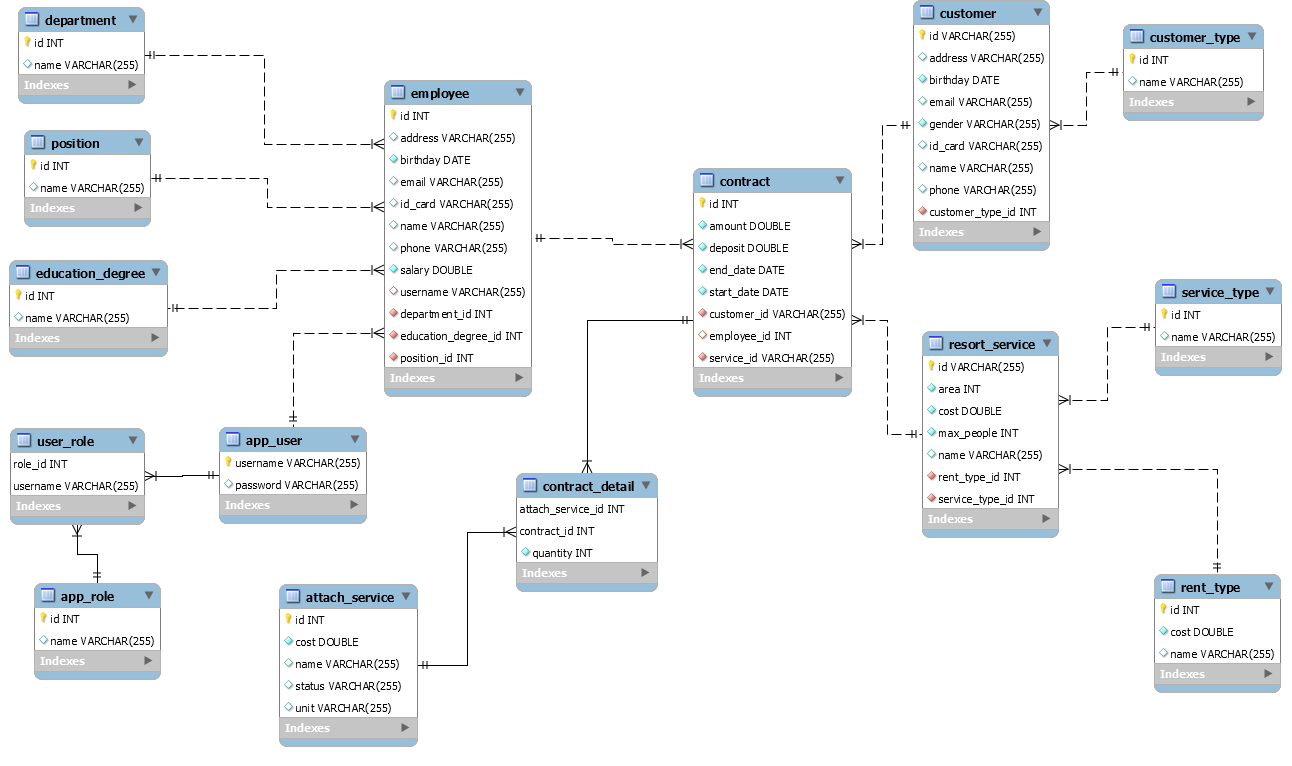 department
id INT
name VARCHAR(255)
Indexes
position
id INT
name VARCHAR(255)
Indexes
education_degree
id INT
name VARCHAR(255)
Indexes
employee
id INT
address VARCHAR(255)
birthday DATE
email VARCHAR(255)
id_card VARCHAR(255)
name VARCHAR(255)
phone VARCHAR(255)
salary DOUBLE
username VARCHAR(255)
department_id INT
education_degree_id INT
position_id INT
Indexes
user_role
role_id INT
username VARCHAR(255)
Indexes
app_user
username VARCHAR(255)
password VARCHAR(255)
Indexes
app_role
id INT
name VARCHAR(255)
Indexes
attach_service
id INT
cost DOUBLE
name VARCHAR(255)
status VARCHAR(255)
unit VARCHAR(255)
Indexes
contract_detail
attach_service_id INT
contract_id INT
quantity INT
Indexes
contract
id INT
amount DOUBLE
deposit DOUBLE
end_date DATE
start_date DATE
customer_id VARCHAR(255)
employee_id INT
service_id VARCHAR(255)
Indexes
customer
id VARCHAR(255)
address VARCHAR(255)
birthday DATE
email VARCHAR(255)
gender VARCHAR(255)
id_card VARCHAR(255)
name VARCHAR(255)
phone VARCHAR(255)
customer_type_id INT
Indexes
customer_type
id INT
name VARCHAR(255)
Indexes
resort_service
id VARCHAR(255)
area INT
cost DOUBLE
max_people INT
name VARCHAR(255)
rent_type_id INT
service_type_id INT
Indexes
service_type
id INT
name VARCHAR(255)
Indexes
rent_type
id INT
cost DOUBLE
name VARCHAR(255)
Indexes